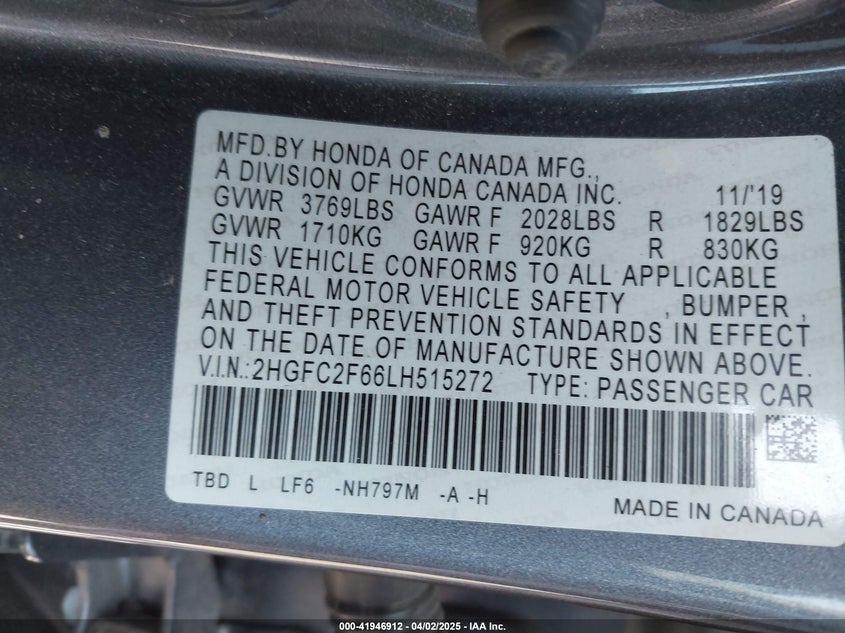 MFD.BY HONDA OF CANADA MFG.,
A DIVISION OF HONDA CANADA INC. 11/'19
GVWR 3769LBS GAWR F 2028LBS R 1829LBS
GVWR 1710KG GAWR F 920KG R 830KG
THIS VEHICLE CONFORMS TO ALL APPLICABLE
FEDERAL MOTOR VEHICLE SAFETY , BUMPER ,
AND THEFT PREVENTION STANDARDS IN EFFECT
ON THE DATE OF MANUFACTURE SHOWN ABOVE.
V.I.N.:2HGFC2F66LH515272 TYPE: PASSENGER CAR
TBD L LF6 -NH797M -A -H
MADE IN CANADA
000-41946912 - 04/02/2025 - IAA Inc.